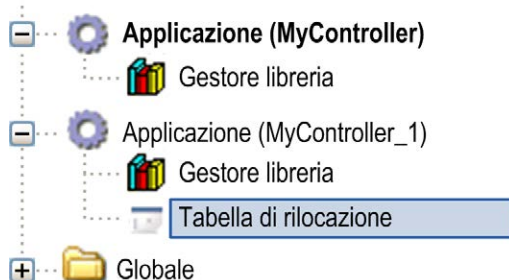 Applicazione (MyController)
Gestore libreria
Applicazione (MyController_1)
Gestore libreria
Tabella di rilocazione
Globale